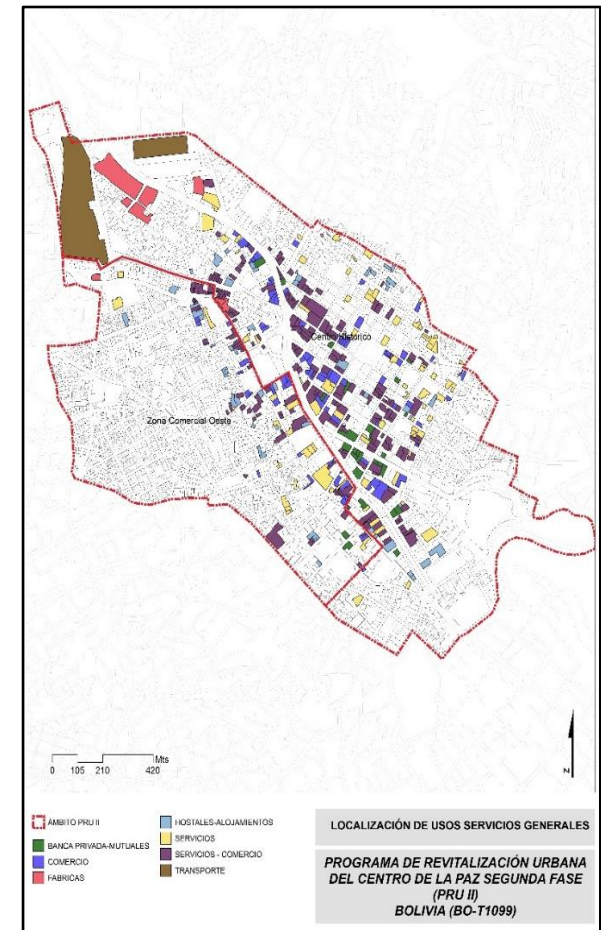 Centro Historico
Zona Comercial Oeste
Mts
0 105 210 420
N
ÁMBITO PRU II
BANCA PRIVADA-MUTUALES
COMERCIO
FABRICAS
HOSTALES-ALOJAMIENTOS
SERVICIOS
SERVICIOS - COMERCIO
TRANSPORTE
LOCALIZACIÓN DE USOS SERVICIOS GENERALES
PROGRAMA DE REVITALIZACIÓN URBANA
DEL CENTRO DE LA PAZ SEGUNDA FASE
(PRU II)
BOLIVIA (BO-T1099)